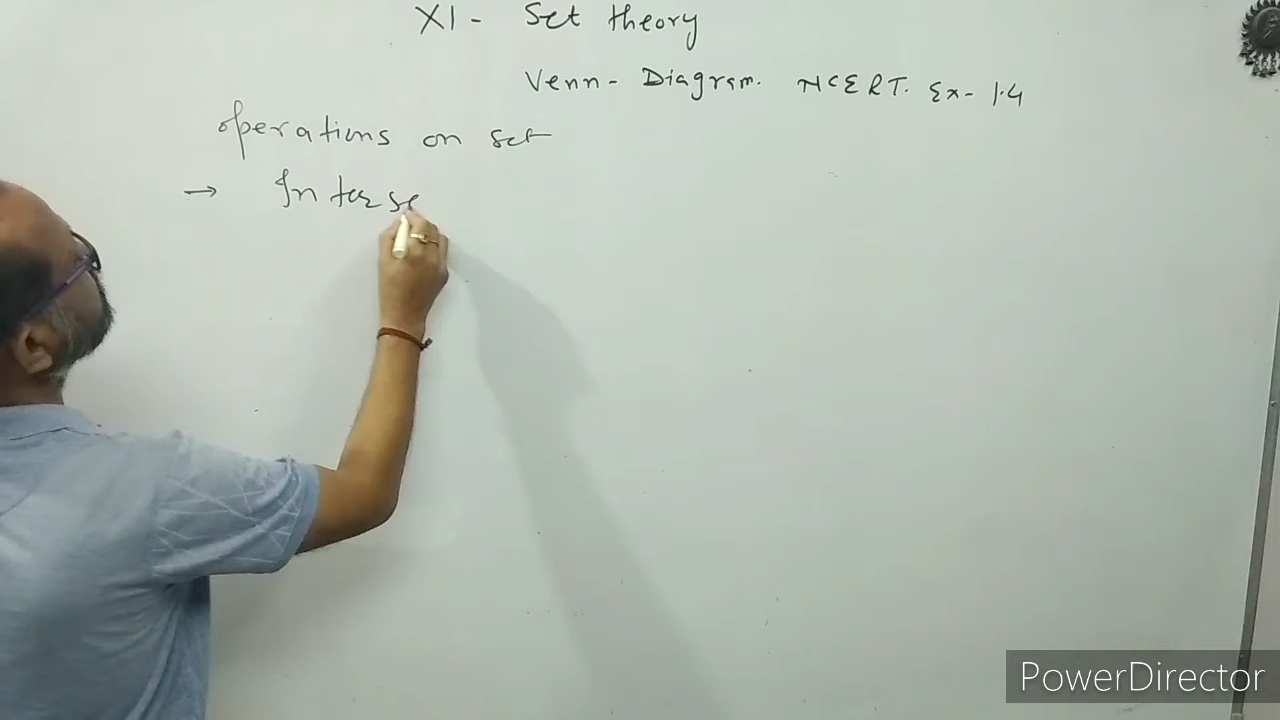 XI - Set theory
Venn - Diagram. NCERT. Ex - 1.4
operations on set
→ Interse
PowerDirector